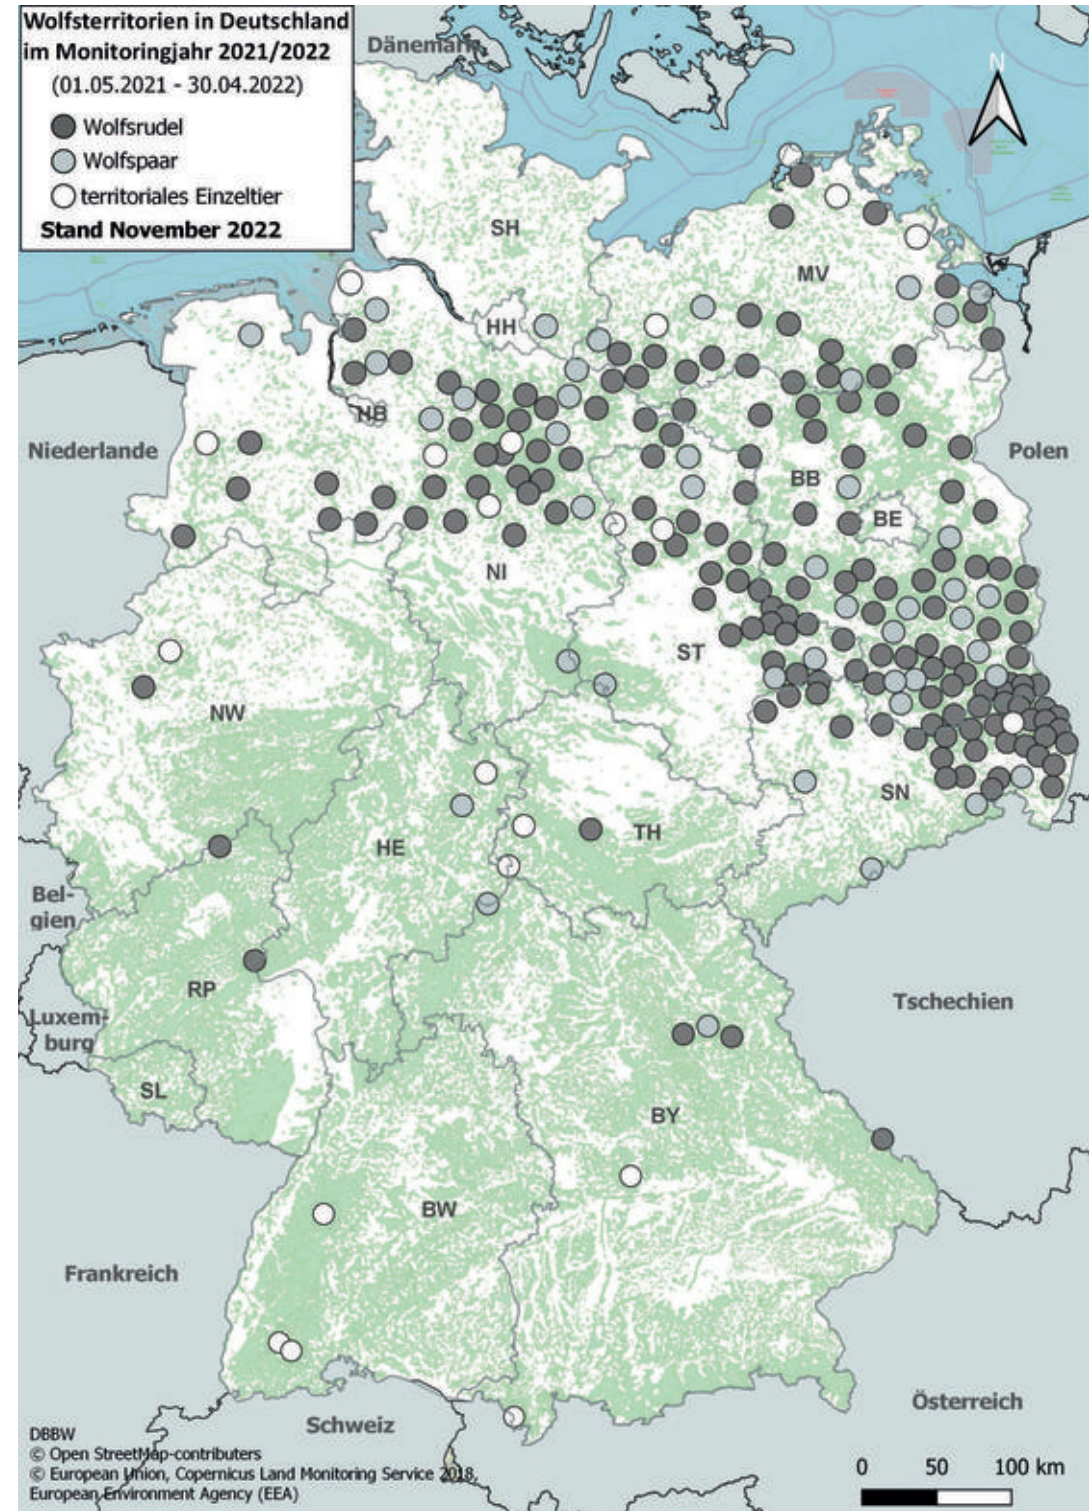 Wolfsterritorien in Deutschland
im Monitoringjahr 2021/2022
(01.05.2021 - 30.04.2022)
Wolfsrudel
Wolfspaar
territoriales Einzeltier
Stand November 2022
Dänemark
N
SH
MV
HH
HB
Niederlande
Polen
BB
BE
NI
ST
NW
SN
HE
TH
Bel-
gien
RP
Tschechien
Luxem-
burg
SL
BY
BW
Frankreich
Österreich
Schweiz
DBBW
© Open StreetMap-contributers
© European Union, Copernicus Land Monitoring Service 2018,
European Environment Agency (EEA)
0 50 100 km